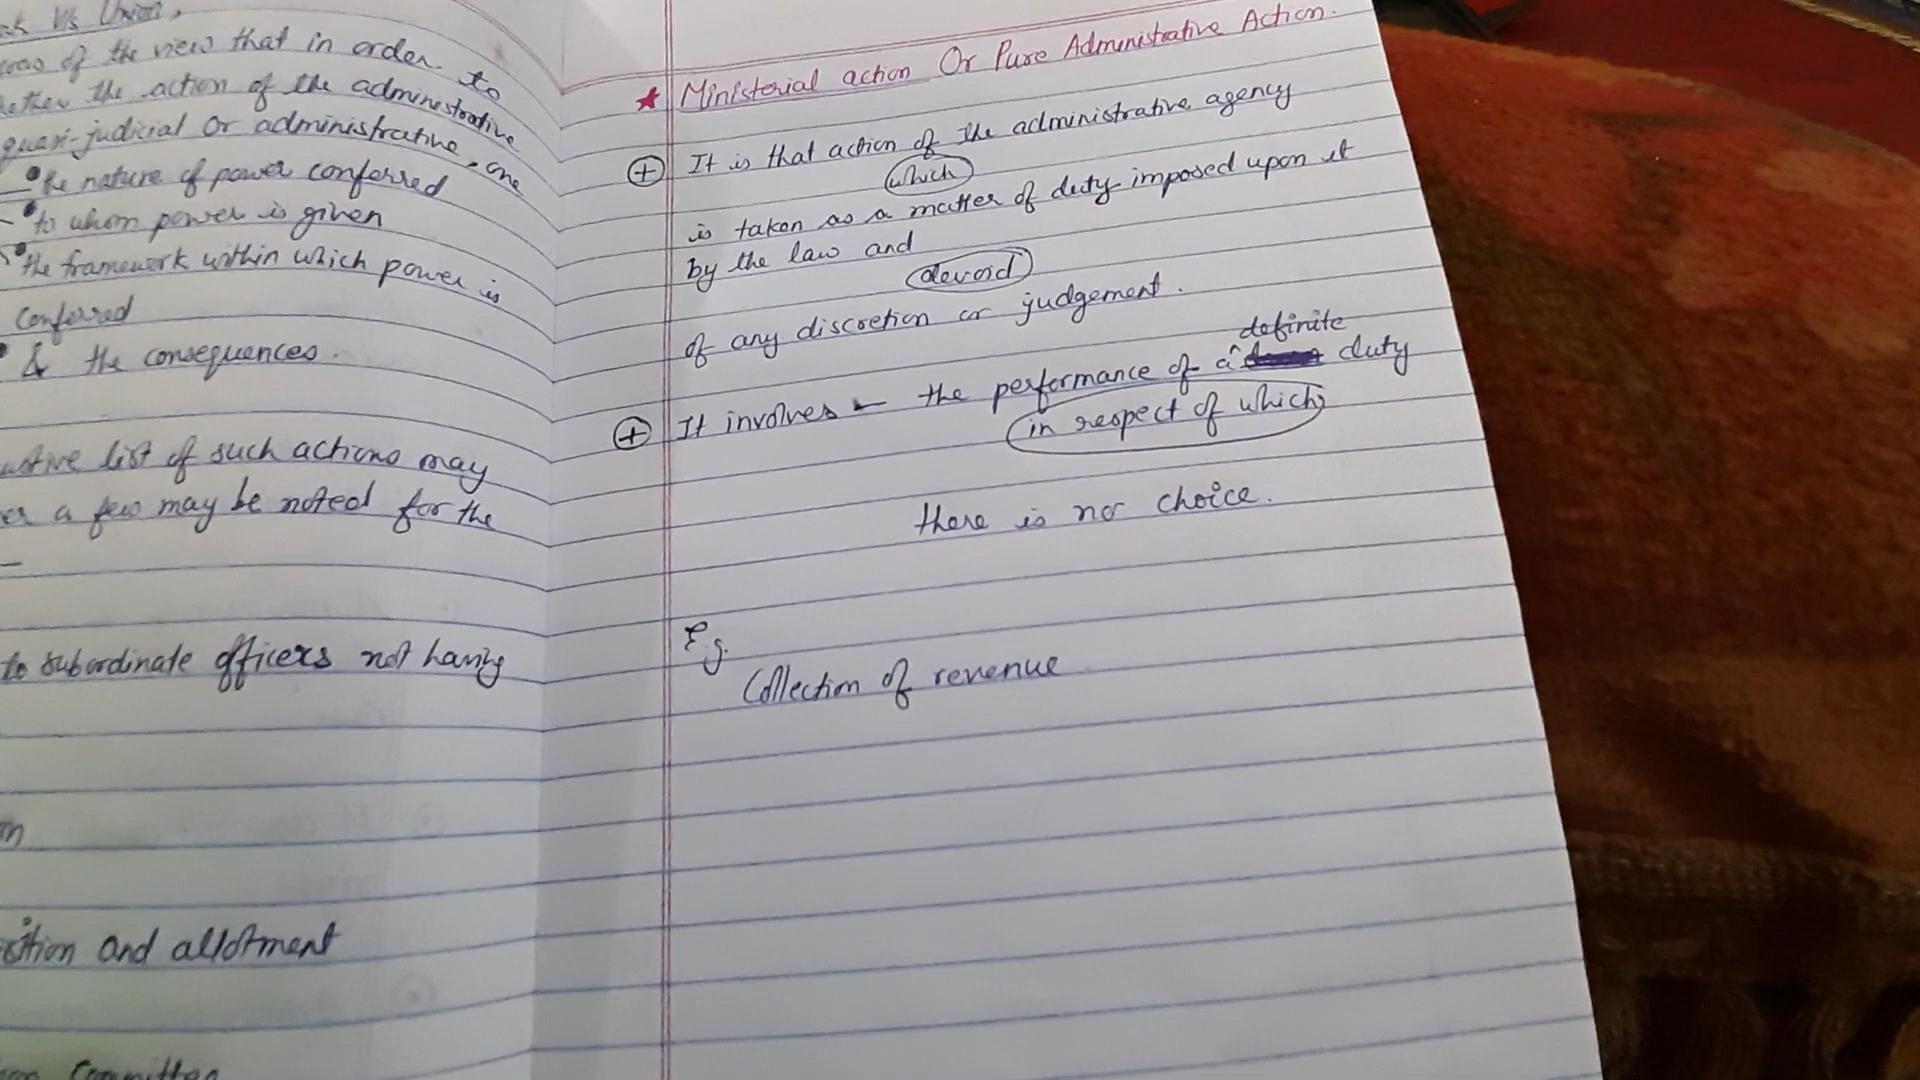 Vs Union,
of the view that in order to
the action of the administrative
quasi-judicial or administrative, one
the nature of power conferred
to whom power is given
the framework within which power is
conferred
& the consequences.
list of such actions may
a few may be noted for the
to subordinate officers not having
and allotment
Committee
★ Ministerial action Or Pure Administrative Action.
+ It is that action of the administrative agency
which
is taken as a matter of duty imposed upon it
by the law and
devoid
of any discretion or judgement.
definite
+ It involves the performance of a duty
in respect of which
there is no choice.
E.g.
Collection of revenue